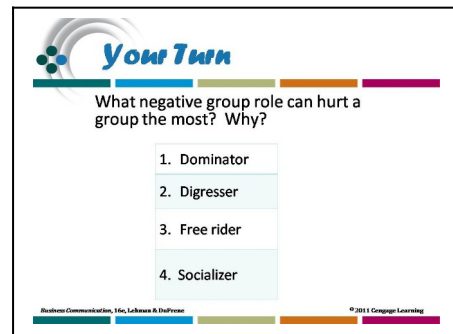 Your Turn
What negative group role can hurt a
group the most? Why?
1. Dominator
2. Digresser
3. Free rider
4. Socializer
Business Communication, 16e, Lehman & DuFrene
© 2011 Cengage Learning